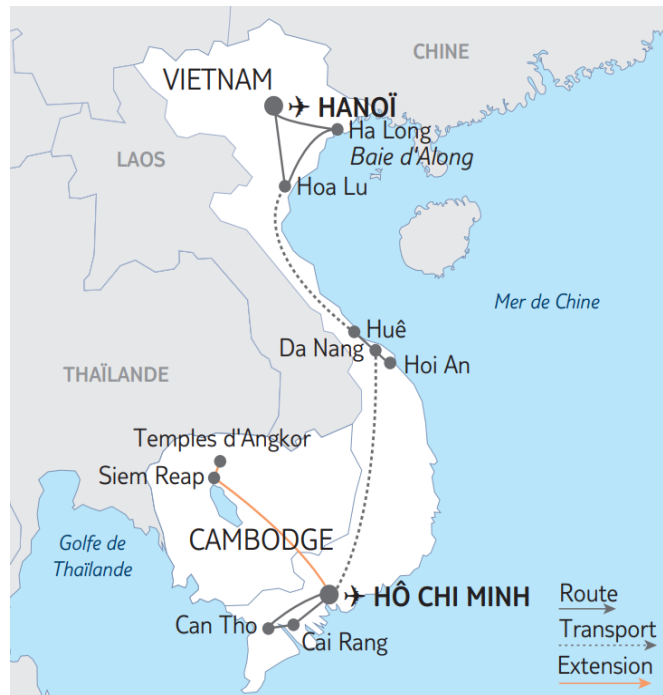 CHINE
VIETNAM
HANOÏ
Ha Long
Baie d'Along
LAOS
Hoa Lu
Mer de Chine
Huê
Da Nang
Hoi An
THAÏLANDE
Temples d'Angkor
Siem Reap
CAMBODGE
Golfe de
Thaïlande
HÔ CHI MINH
Can Tho
Cai Rang
Route
Transport
Extension